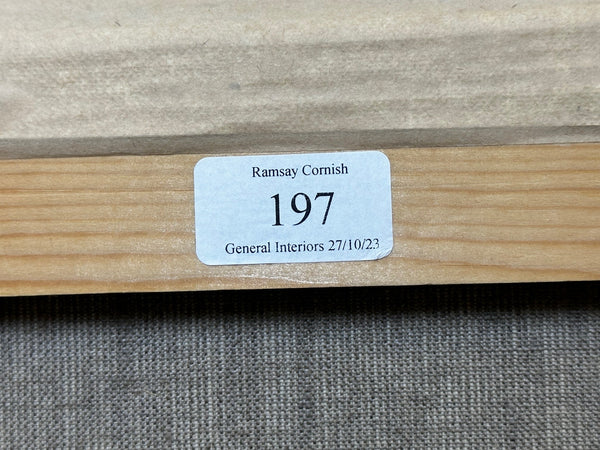 Ramsay Cornish
197
General Interiors 27/10/23